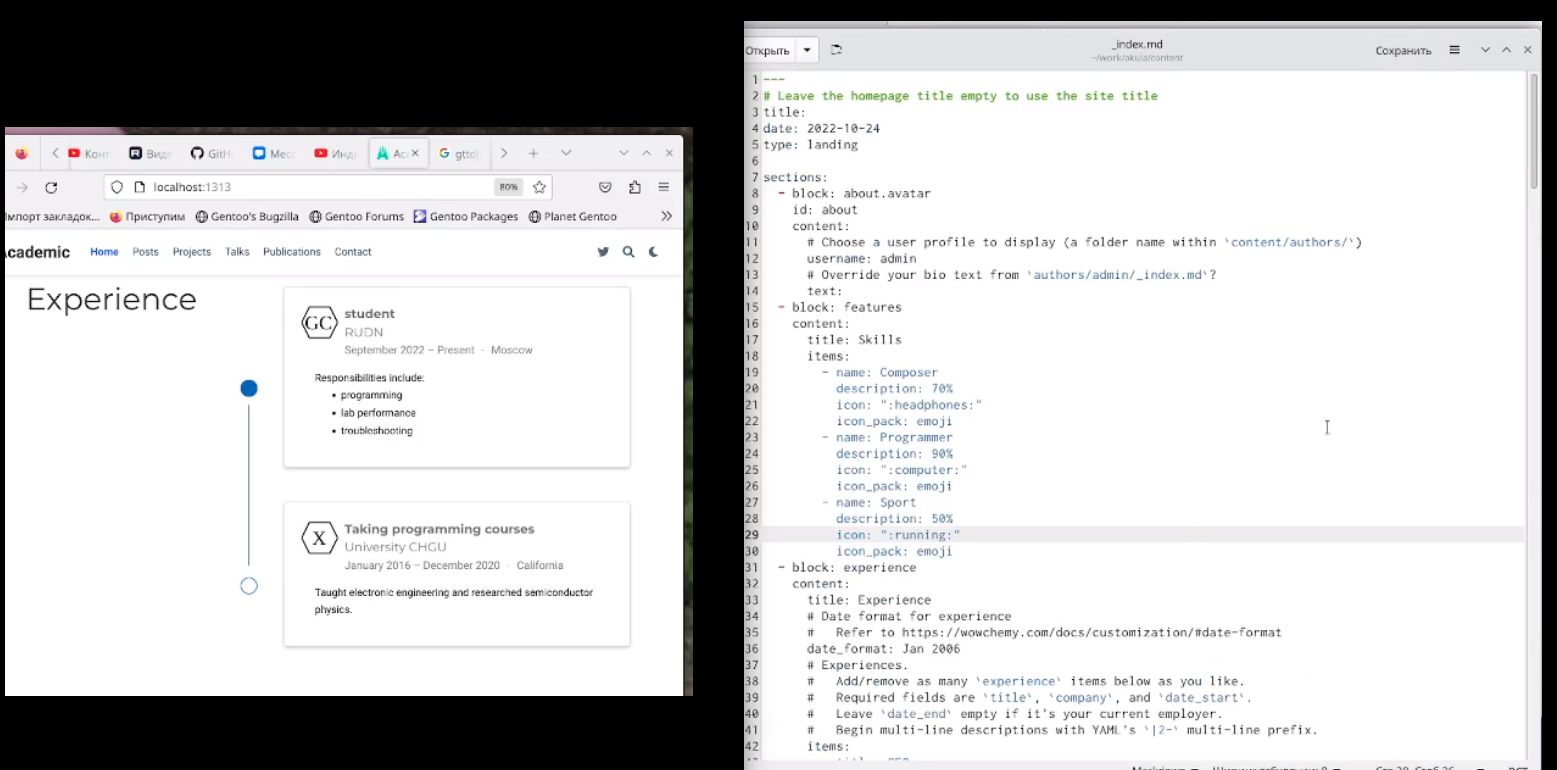 Конт
Виде
GitH
Месс
Инди
Ac
gttdj
localhost:1313
80%
Импорт закладок...
Приступим
Gentoo's Bugzilla
Gentoo Forums
Gentoo Packages
Planet Gentoo
Academic
Home
Posts
Projects
Talks
Publications
Contact
Experience
GC
student
RUDN
September 2022 – Present · Moscow
Responsibilities include:
• programming
• lab performance
• troubleshooting
X
Taking programming courses
University CHGU
January 2016 – December 2020 · California
Taught electronic engineering and researched semiconductor
physics.
Открыть
_index.md
~/work/akula/content
Сохранить
1 ---
2 # Leave the homepage title empty to use the site title
3 title:
4 date: 2022-10-24
5 type: landing
6
7 sections:
8   - block: about.avatar
9     id: about
10     content:
11       # Choose a user profile to display (a folder name within `content/authors/`)
12       username: admin
13       # Override your bio text from `authors/admin/_index.md`?
14       text:
15   - block: features
16     content:
17       title: Skills
18       items:
19         - name: Composer
20           description: 70%
21           icon: ":headphones:"
22           icon_pack: emoji
23         - name: Programmer
24           description: 90%
25           icon: ":computer:"
26           icon_pack: emoji
27         - name: Sport
28           description: 50%
29           icon: ":running:"
30           icon_pack: emoji
31   - block: experience
32     content:
33       title: Experience
34       # Date format for experience
35       #   Refer to https://wowchemy.com/docs/customization/#date-format
36       date_format: Jan 2006
37       # Experiences.
38       #   Add/remove as many `experience` items below as you like.
39       #   Required fields are `title`, `company`, and `date_start`.
40       #   Leave `date_end` empty if it's your current employer.
41       #   Begin multi-line descriptions with YAML's `|2-` multi-line prefix.
42       items: